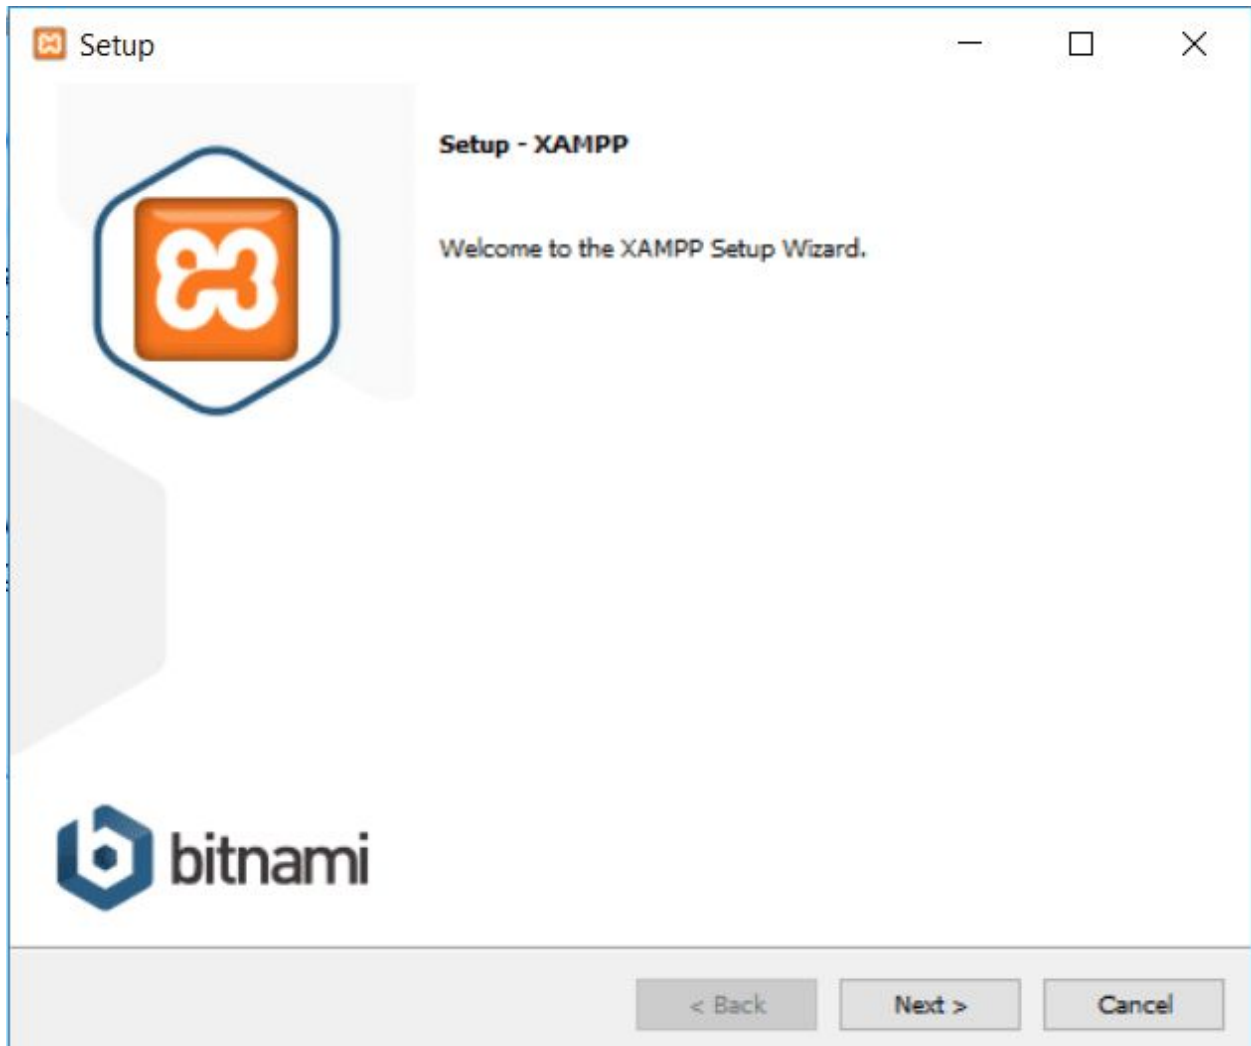 Setup
Setup - XAMPP
Welcome to the XAMPP Setup Wizard.
bitnami
< Back
Next >
Cancel